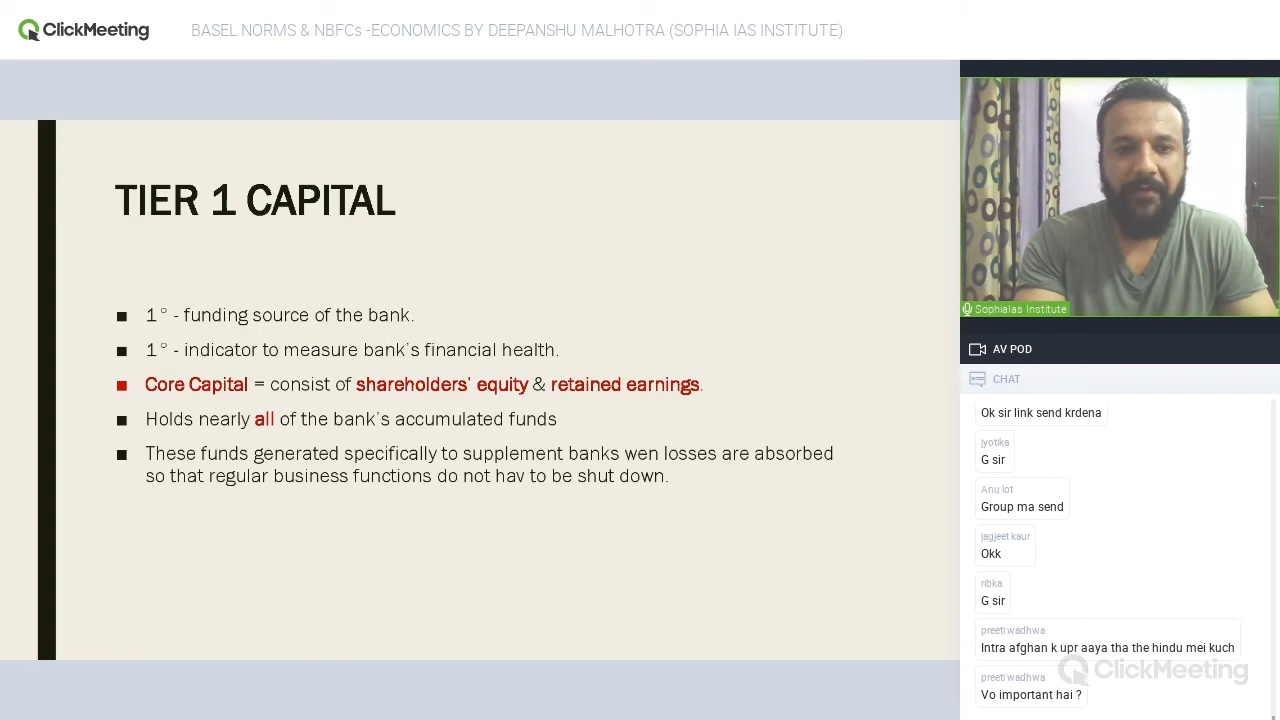 ClickMeeting
BASEL NORMS & NBFCs -ECONOMICS BY DEEPANSHU MALHOTRA (SOPHIA IAS INSTITUTE)
TIER 1 CAPITAL
■ 1° - funding source of the bank.
■ 1° - indicator to measure bank's financial health.
■ Core Capital = consist of shareholders' equity & retained earnings.
■ Holds nearly all of the bank's accumulated funds
■ These funds generated specifically to supplement banks wen losses are absorbed
so that regular business functions do not hav to be shut down.
SophiaIas Institute
AV POD
CHAT
Ok sir link send krdena
jyotika
G sir
Anu lot
Group ma send
jagjeet kaur
Okk
ribka
G sir
preeti wadhwa
Intra afghan k upr aaya tha the hindu mei kuch
preeti wadhwa
Vo important hai ?
ClickMeeting